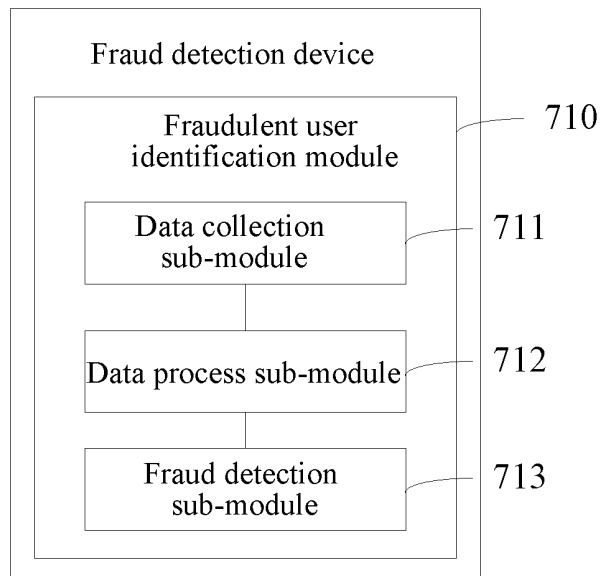 Fraud detection device
Fraudulent user
identification module
710
Data collection
sub-module
711
Data process sub-module
712
Fraud detection
sub-module
713